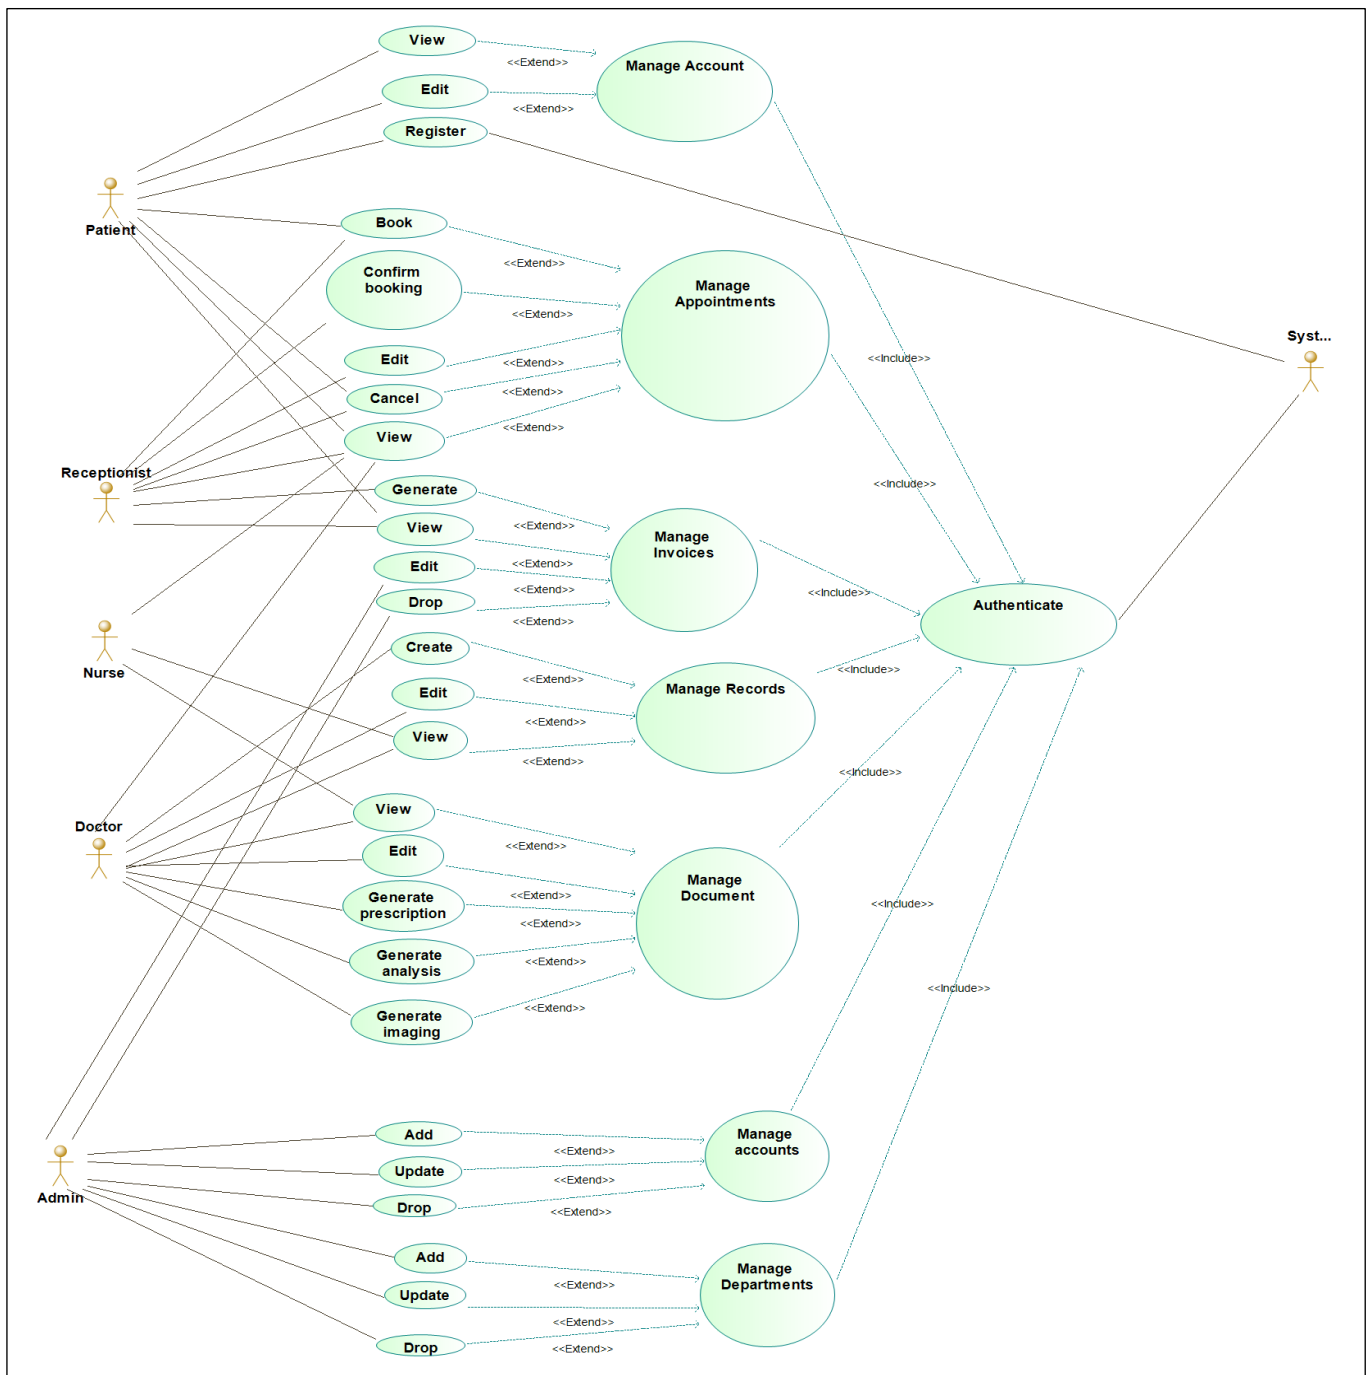 View
<<Extend>>
Manage Account
Edit
<<Extend>>
Register
Patient
Book
<<Extend>>
Confirm
booking
<<Extend>>
Manage
Appointments
Edit
<<Extend>>
Cancel
<<Extend>>
View
<<Extend>>
<<Include>>
Syst...
Receptionist
Generate
<<Extend>>
View
<<Extend>>
Manage
Invoices
Edit
<<Extend>>
Drop
<<Extend>>
<<Include>>
<<Include>>
Authenticate
Nurse
Create
<<Extend>>
Manage Records
Edit
<<Extend>>
View
<<Extend>>
<<Include>>
Doctor
View
<<Extend>>
Edit
<<Extend>>
Manage
Document
Generate
prescription
<<Extend>>
Generate
analysis
<<Extend>>
Generate
imaging
<<Extend>>
<<Include>>
<<Include>>
<<Include>>
Admin
Add
<<Extend>>
Manage
accounts
Update
<<Extend>>
Drop
<<Extend>>
Add
<<Extend>>
Manage
Departments
Update
<<Extend>>
Drop
<<Extend>>